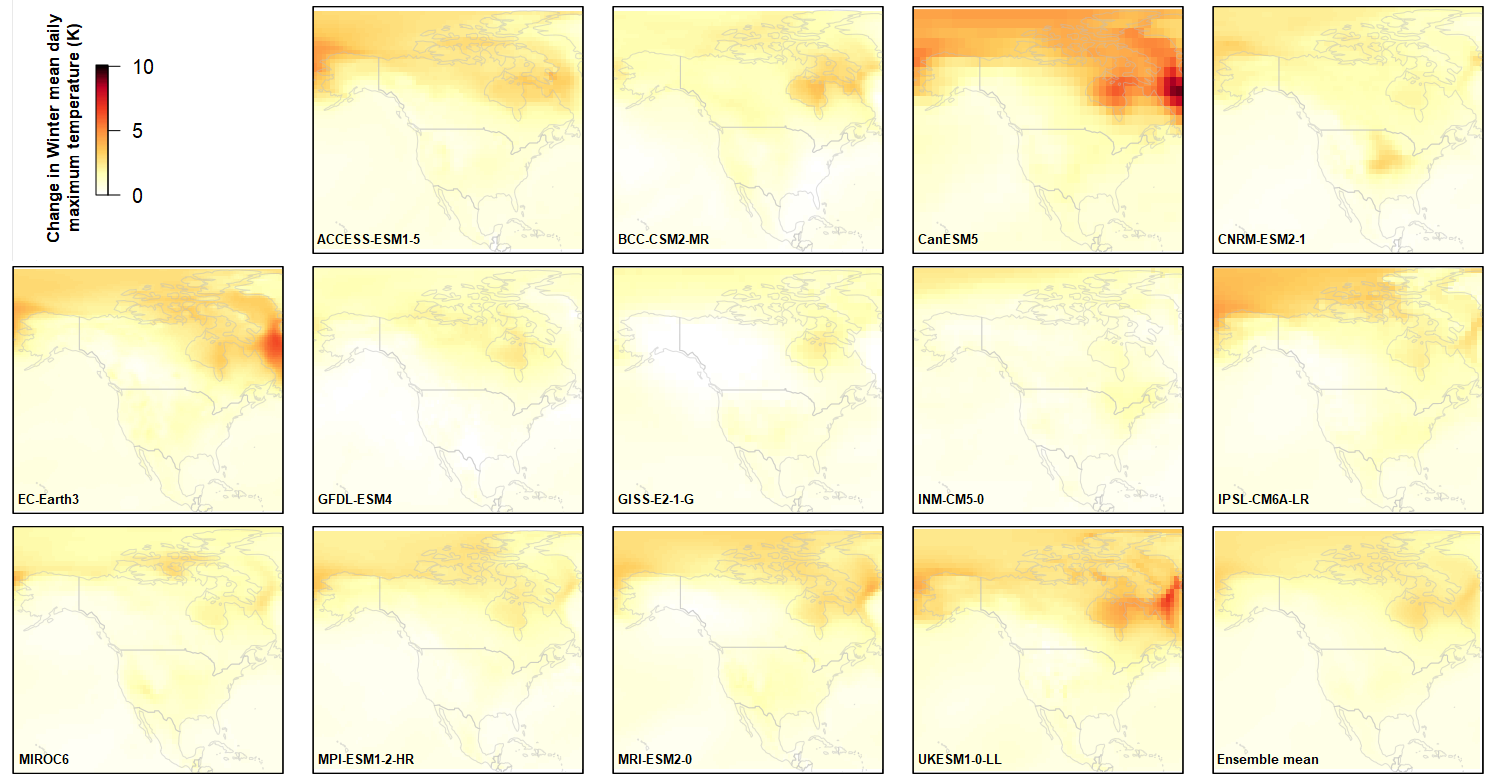 Change in Winter mean daily
maximum temperature (K)
10
5
0
ACCESS-ESM1-5
BCC-CSM2-MR
CanESM5
CNRM-ESM2-1
EC-Earth3
GFDL-ESM4
GISS-E2-1-G
INM-CM5-0
IPSL-CM6A-LR
MIROC6
MPI-ESM1-2-HR
MRI-ESM2-0
UKESM1-0-LL
Ensemble mean